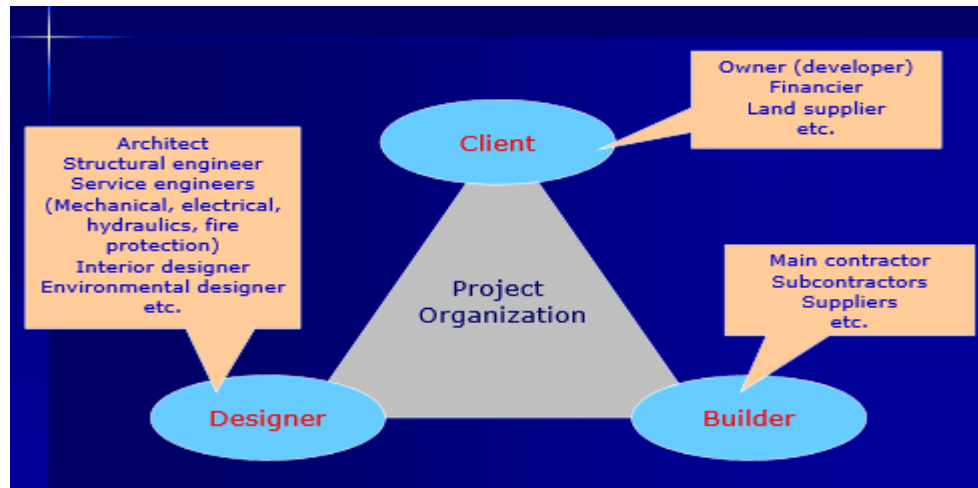 Owner (developer)
Financier
Land supplier
etc.
Client
Architect
Structural engineer
Service engineers
(Mechanical, electrical,
hydraulics, fire
protection)
Interior designer
Environmental designer
etc.
Project
Organization
Main contractor
Subcontractors
Suppliers
etc.
Designer
Builder